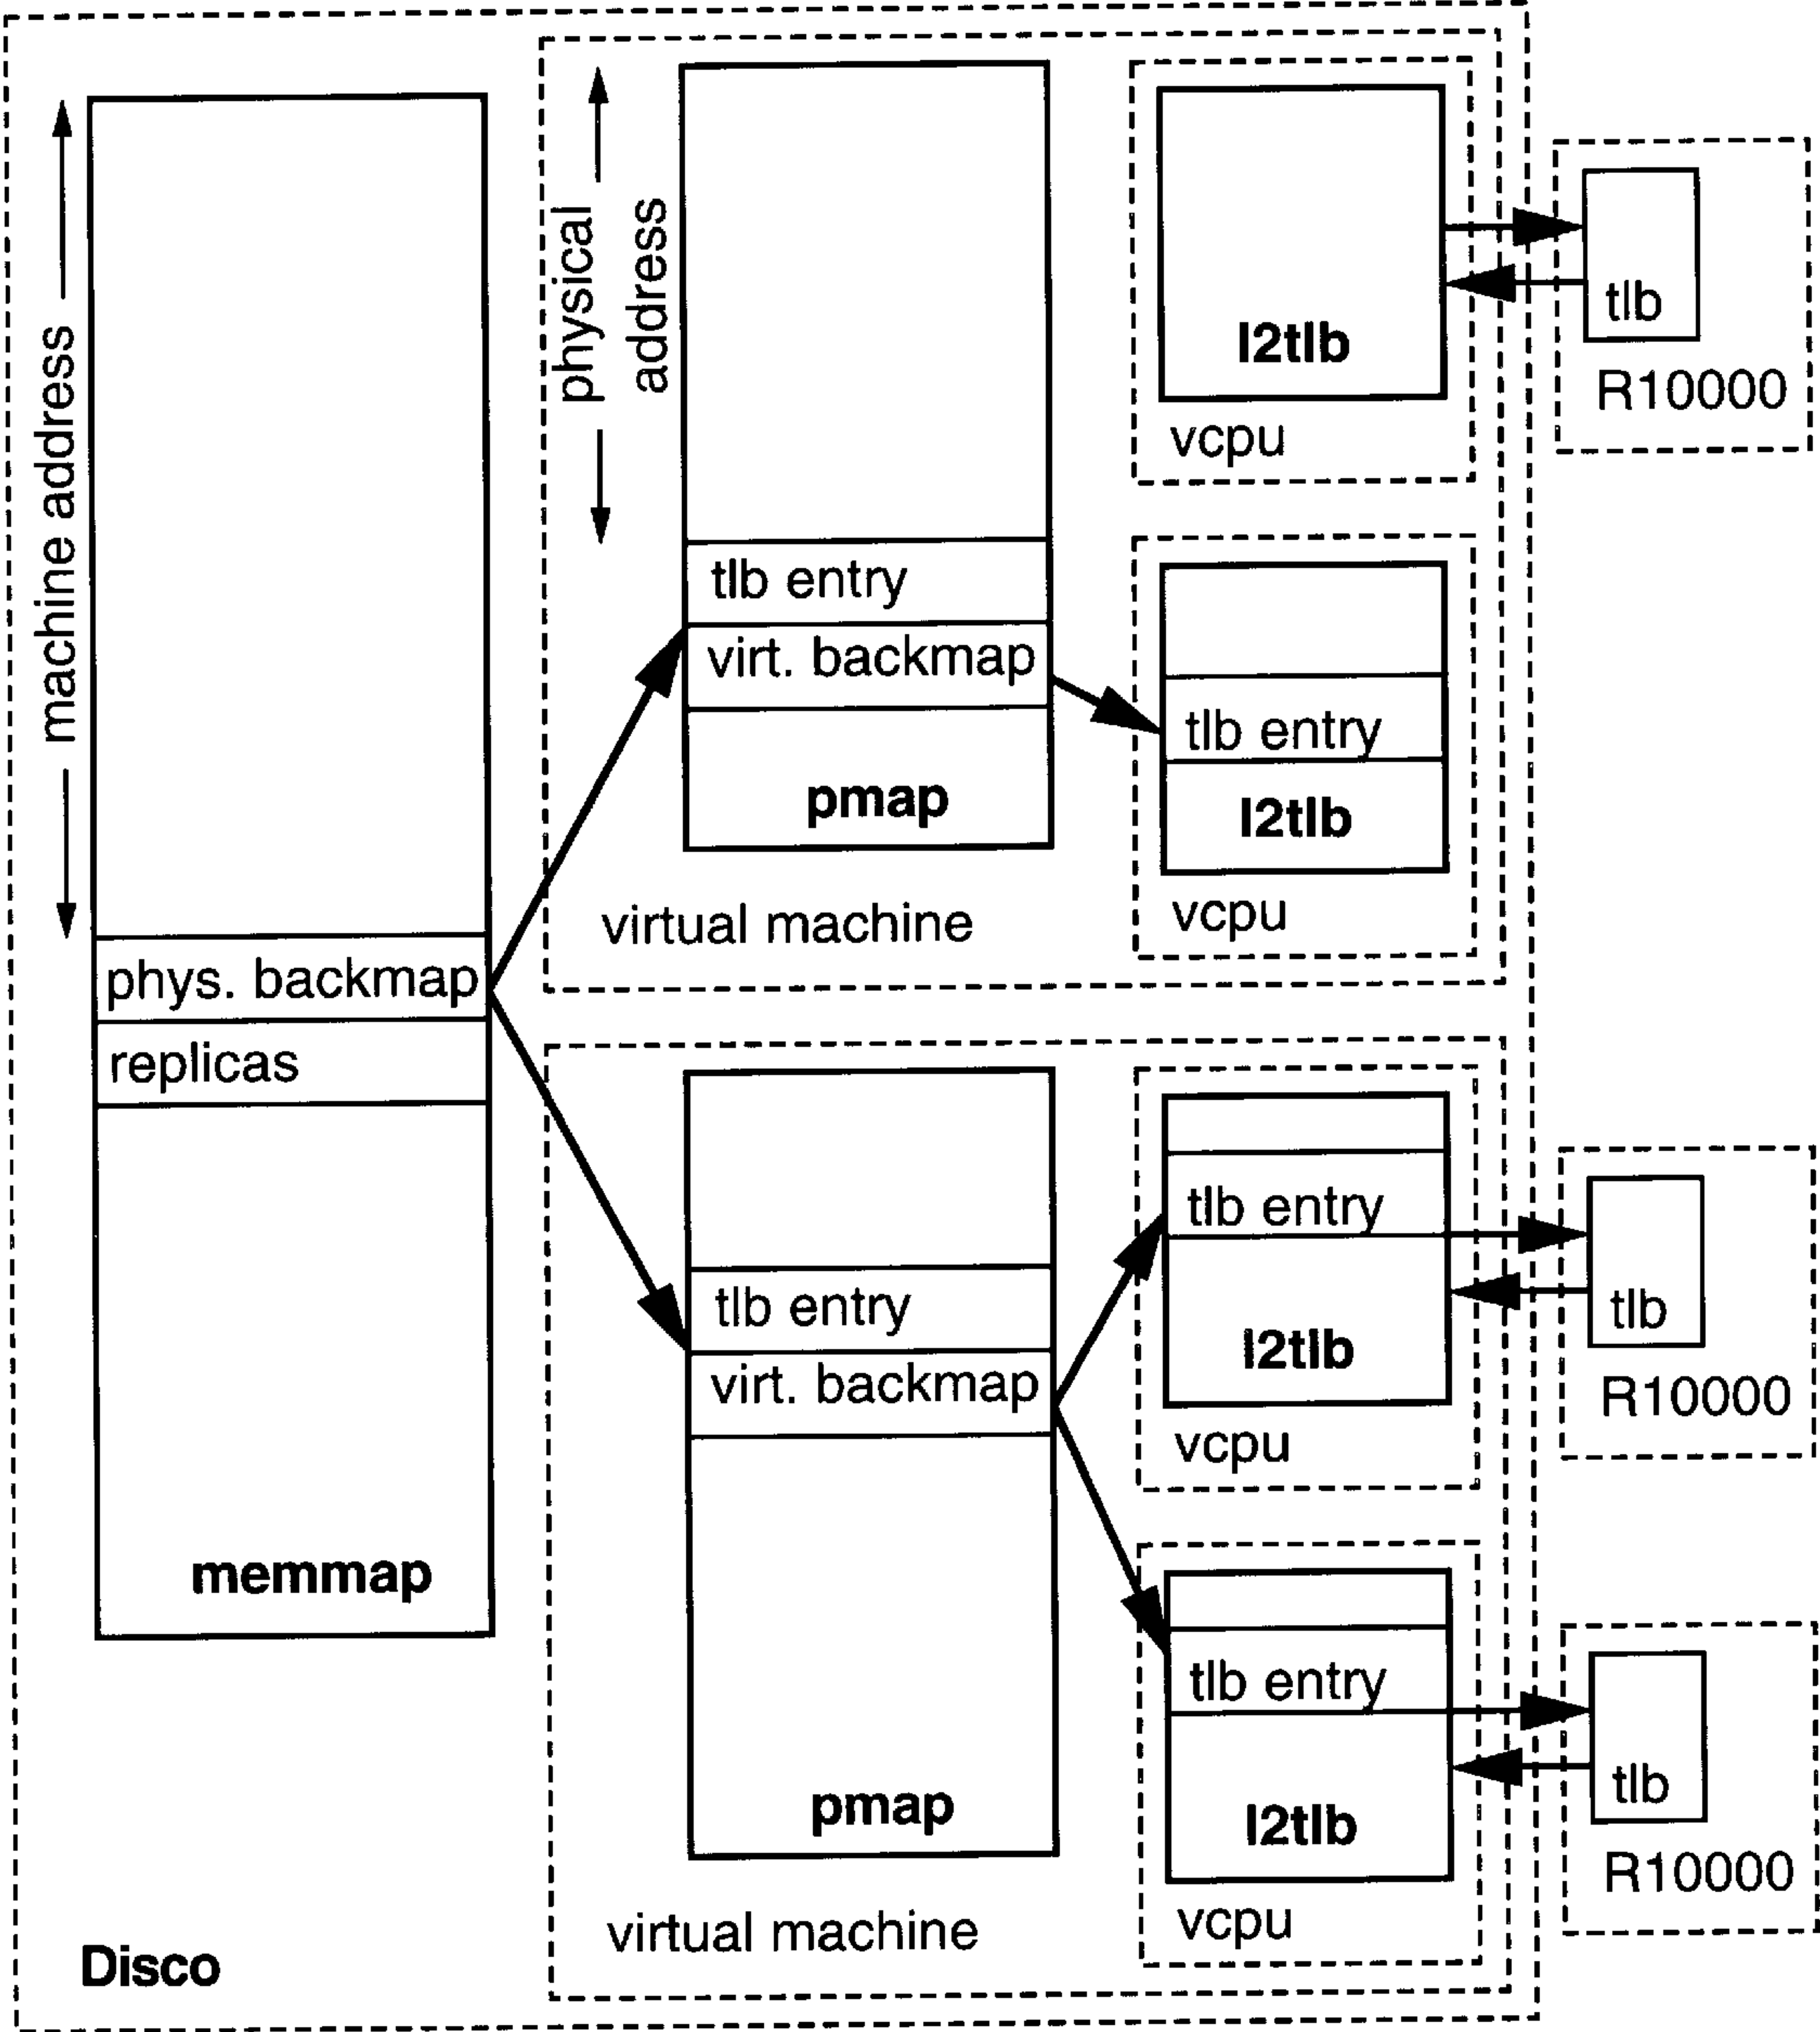 machine address
phys. backmap
replicas
memmap
Disco
physical
address
tlb entry
virt. backmap
pmap
virtual machine
l2tlb
vcpu
tlb
R10000
tlb entry
l2tlb
vcpu
tlb entry
virt. backmap
pmap
virtual machine
tlb entry
l2tlb
vcpu
tlb
R10000
tlb entry
l2tlb
vcpu
tlb
R10000